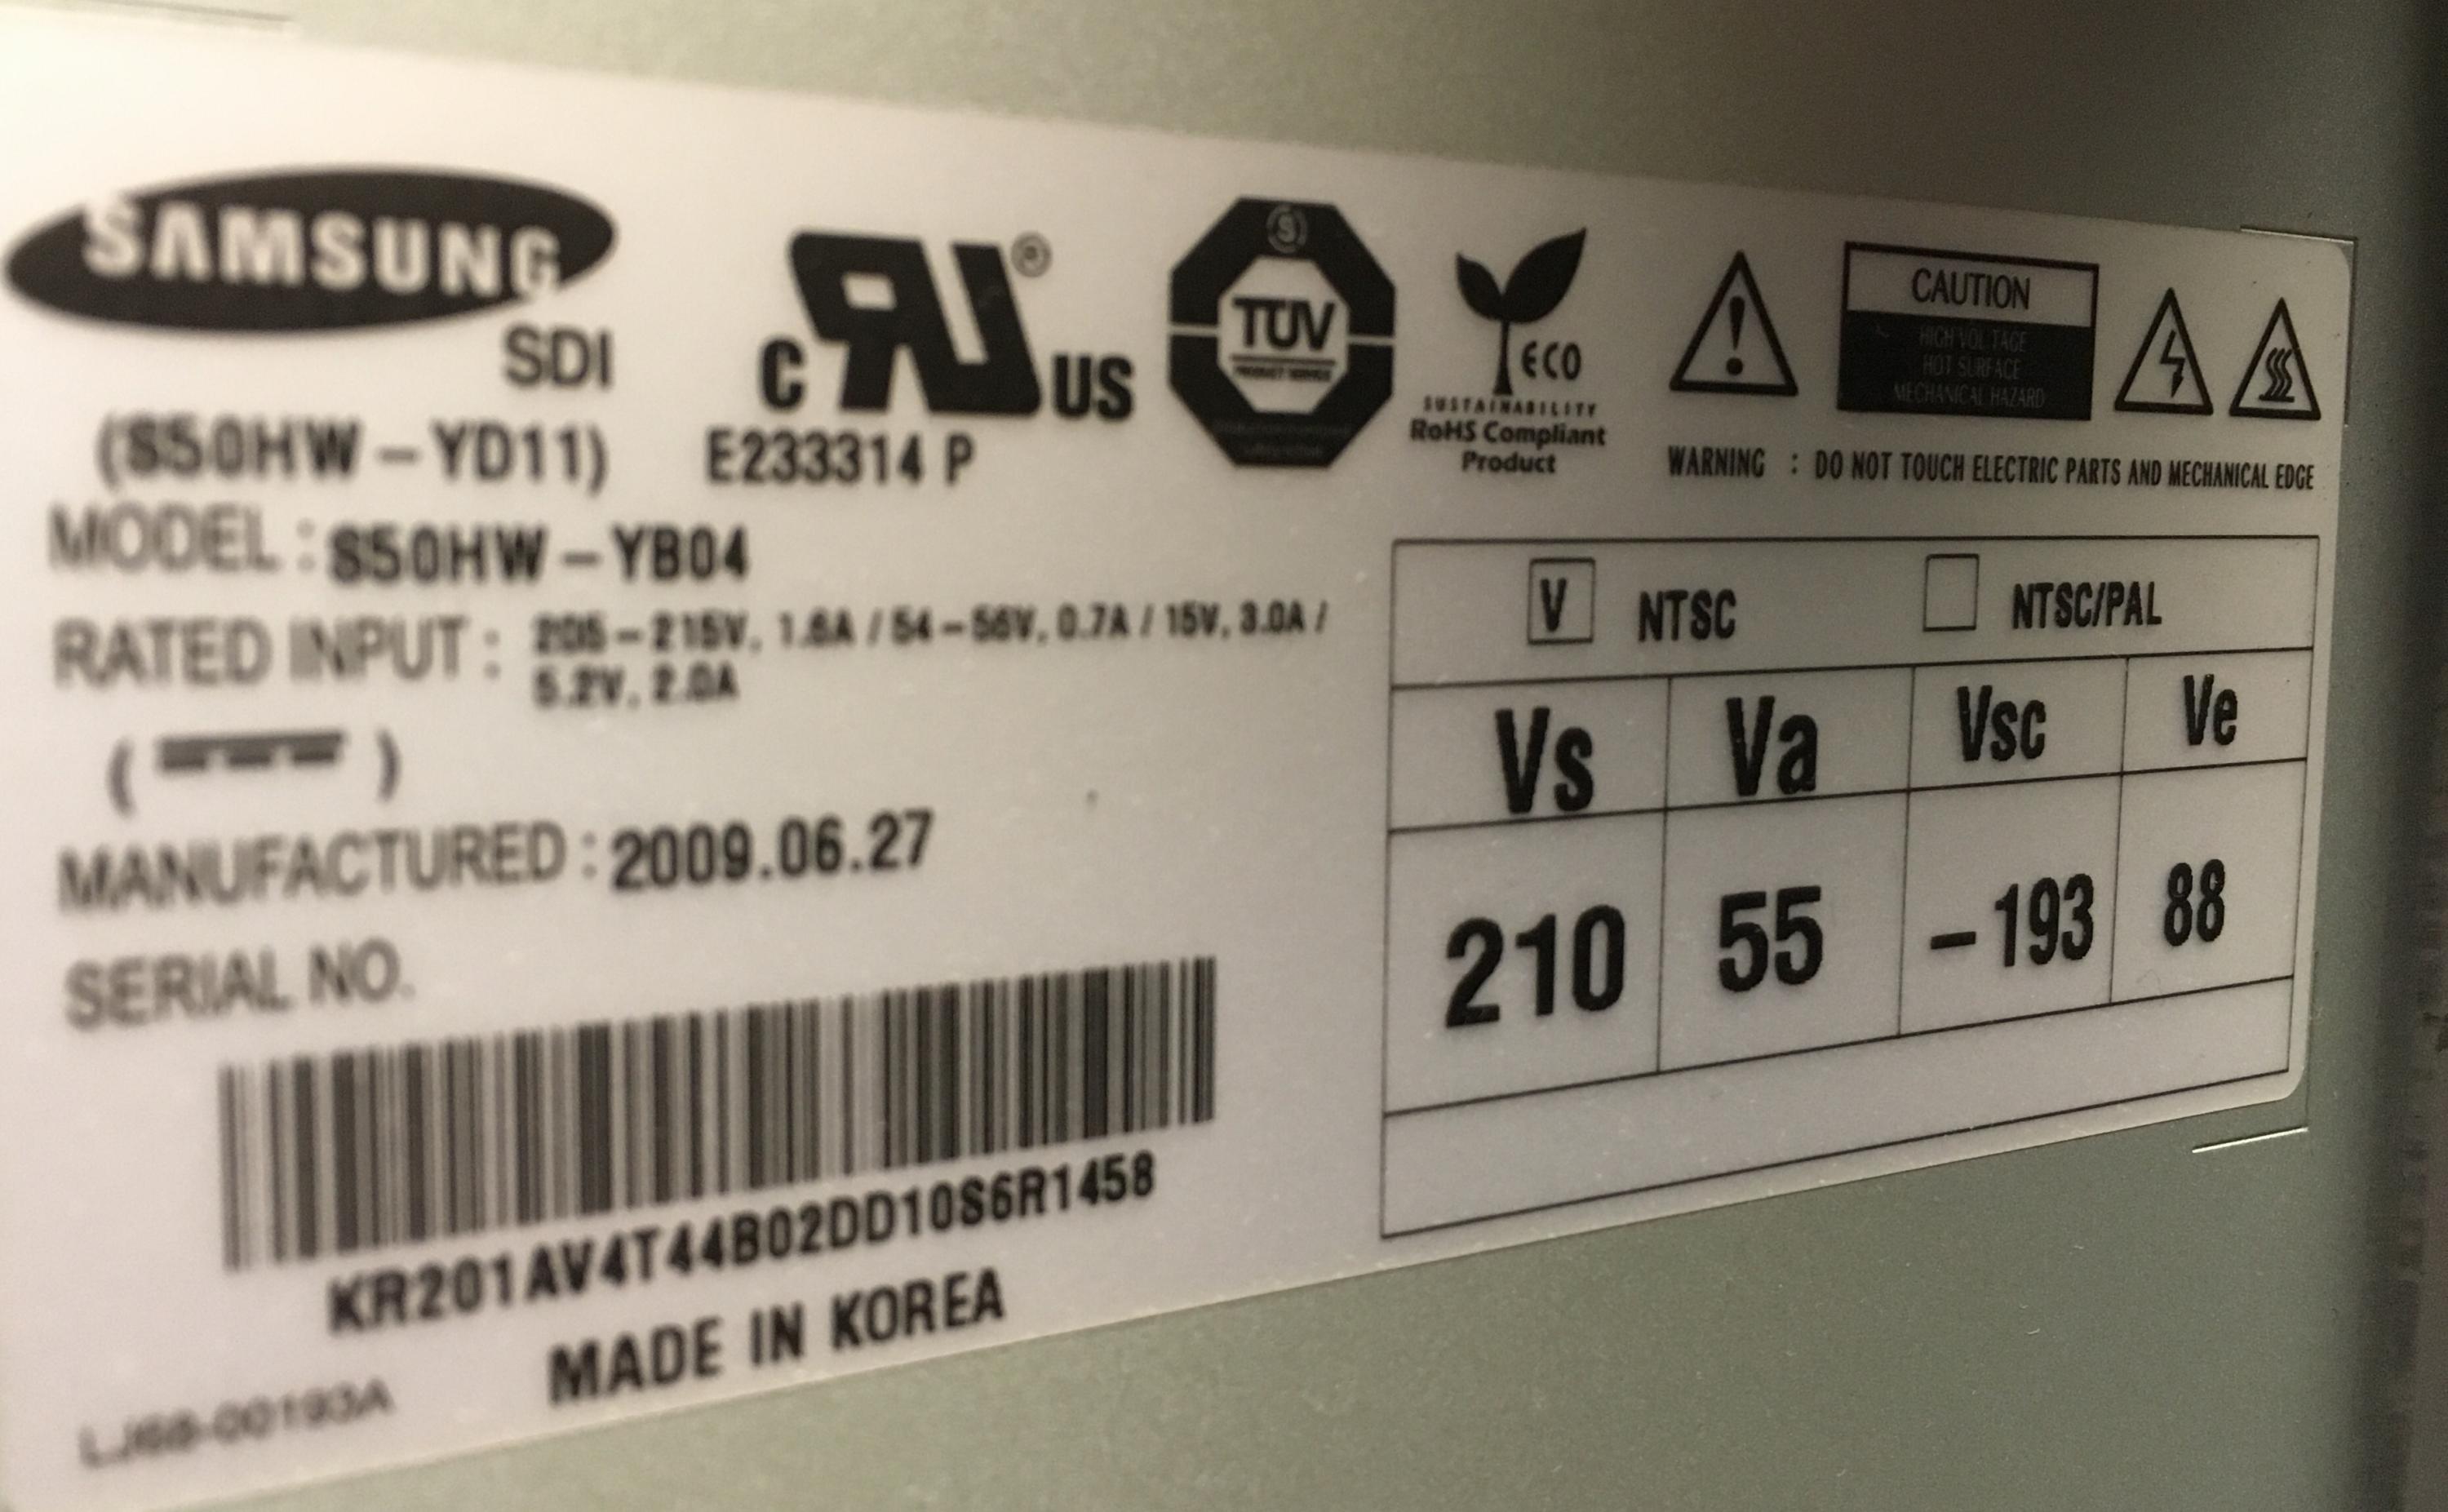 SAMSUNG
SDI
(S50HW-YD11)
C US ®
E233314 P
TÜV
PRODUCT SERVICE
ECO
SUSTAINABILITY
RoHS Compliant
Product
CAUTION
HIGH VOLTAGE
HOT SURFACE
MECHANICAL HAZARD
WARNING : DO NOT TOUCH ELECTRIC PARTS AND MECHANICAL EDGE
MODEL : S50HW-YB04
RATED INPUT : 205-215V, 1.6A / 54-56V, 0.7A / 15V, 3.0A /
5.2V, 2.0A
MANUFACTURED : 2009.06.27
SERIAL NO.
KR201AV4T44B02DD10S6R1458
MADE IN KOREA
LJ68-00193A
V NTSC NTSC/PAL
Vs Va Vsc Ve
210 55 -193 88